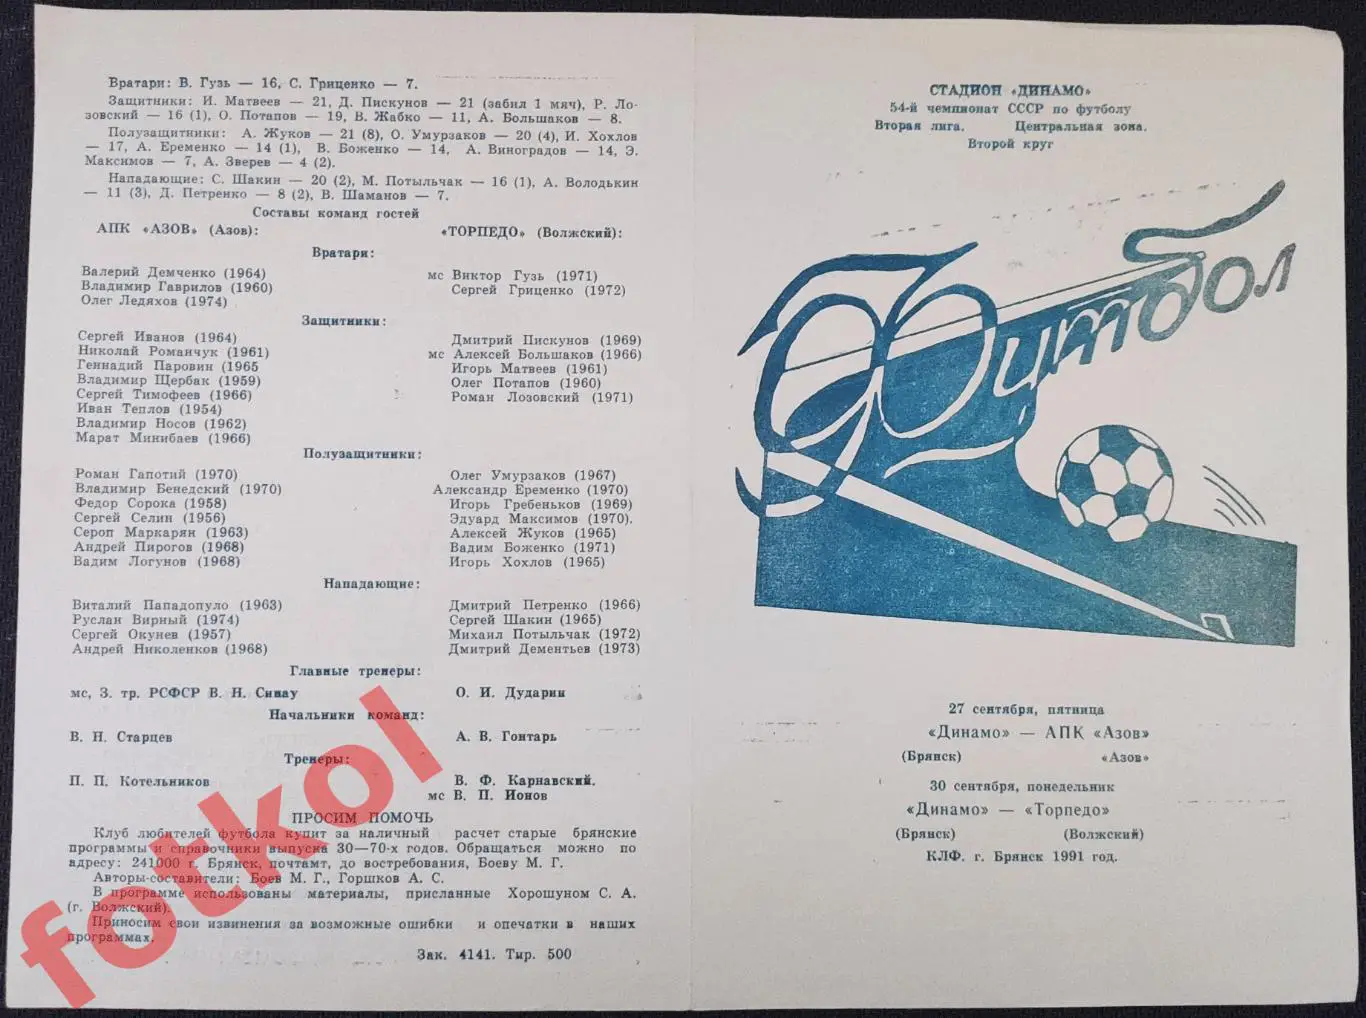 Вратари: В. Гузь — 16, С. Гриценко — 7.
Защитники: И. Матвеев — 21, Д. Пискунов — 21 (забил 1 мяч), Р. Ло-
зовский — 16 (1), О. Потапов — 19, В. Жабко — 11, А. Большаков — 8.
Полузащитники: А. Жуков — 21 (8), О. Умурзаков — 20 (4), И. Хохлов
— 17, А. Еременко — 14 (1), В. Боженко — 14, А. Виноградов — 14, Э.
Максимов — 7, А. Зверев — 4 (2).
Нападающие: С. Шакин — 20 (2), М. Потыльчак — 16 (1), А. Володькин
— 11 (3), Д. Петренко — 8 (2), В. Шаманов — 7.
Составы команд гостей
АПК «АЗОВ» (Азов): «ТОРПЕДО» (Волжский):
Вратари:
Валерий Демченко (1964) мс Виктор Гузь (1971)
Владимир Гаврилов (1960) Сергей Гриценко (1972)
Олег Ледяхов (1974)
Защитники:
Сергей Иванов (1964) Дмитрий Пискунов (1969)
Николай Романчук (1961) мс Алексей Большаков (1966)
Геннадий Паровин (1965 Игорь Матвеев (1961)
Владимир Щербак (1959) Олег Потапов (1960)
Сергей Тимофеев (1966) Роман Лозовский (1971)
Иван Теплов (1954)
Владимир Носов (1962)
Марат Минибаев (1966)
Полузащитники:
Роман Гапотий (1970) Олег Умурзаков (1967)
Владимир Бенедский (1970) Александр Еременко (1970)
Федор Сорока (1958) Игорь Гребеньков (1969)
Сергей Селин (1956) Эдуард Максимов (1970).
Сероп Маркарян (1963) Алексей Жуков (1965)
Андрей Пирогов (1968) Вадим Боженко (1971)
Вадим Логунов (1968) Игорь Хохлов (1965)
Нападающие:
Виталий Пападопуло (1963) Дмитрий Петренко (1966)
Руслан Вирный (1974) Сергей Шакин (1965)
Сергей Окунев (1957) Михаил Потыльчак (1972)
Андрей Николенков (1968) Дмитрий Дементьев (1973)
Главные тренеры:
мс, З. тр. РСФСР В. Н. Синау О. И. Дударин
Начальники команд:
В. Н. Старцев А. В. Гонтарь
Тренеры:
П. П. Котельников В. Ф. Карнавский.
мс В. П. Ионов
ПРОСИМ ПОМОЧЬ
Клуб любителей футбола купит за наличный расчет старые брянские
программы и справочники выпуска 30—70-х годов. Обращаться можно по
адресу: 241000 г. Брянск, почтамт, до востребования, Боеву М. Г.
Авторы-составители: Боев М. Г., Горшков А. С.
В программе использованы материалы, присланные Хорошуном С. А.
(г. Волжский).
Приносим свои извинения за возможные ошибки и опечатки в наших
программах.
Зак. 4141. Тир. 500
СТАДИОН «ДИНАМО»
54-й чемпионат СССР по футболу
Вторая лига. Центральная зона.
Второй круг
Футбол
27 сентября, пятница
«Динамо» — АПК «Азов»
(Брянск) «Азов»
30 сентября, понедельник
«Динамо» — «Торпедо»
(Брянск) (Волжский)
КЛФ. г. Брянск 1991 год.
fotkol